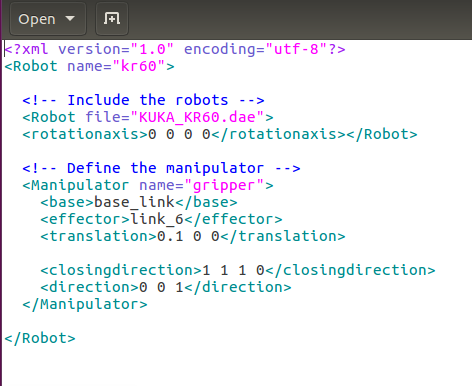 Open
<?xml version="1.0" encoding="utf-8"?>
<Robot name="kr60">
<!-- Include the robots -->
<Robot file="KUKA_KR60.dae">
<rotationaxis>0 0 0 0</rotationaxis></Robot>
<!-- Define the manipulator -->
<Manipulator name="gripper">
<base>base_link</base>
<effector>link_6</effector>
<translation>0.1 0 0</translation>
<closingdirection>1 1 1 0</closingdirection>
<direction>0 0 1</direction>
</Manipulator>
</Robot>